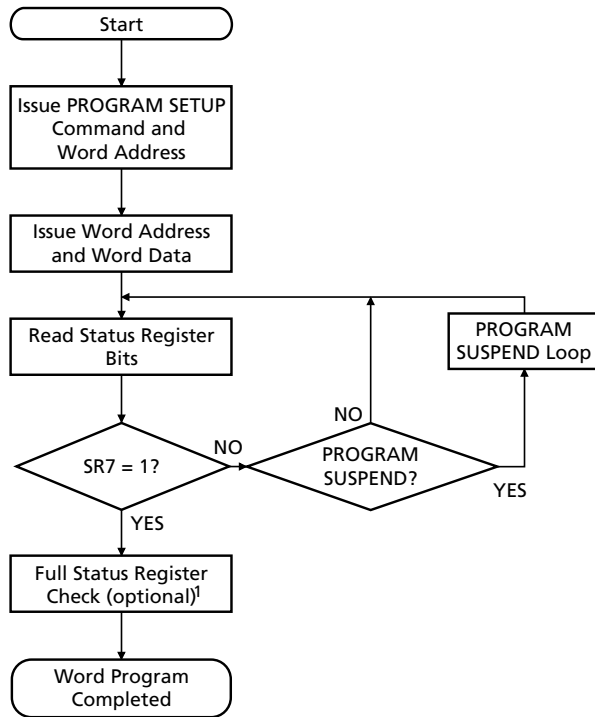 Start
Issue PROGRAM SETUP
Command and
Word Address
Issue Word Address
and Word Data
Read Status Register
Bits
PROGRAM
SUSPEND Loop
NO
SR7 = 1?
NO
PROGRAM
SUSPEND?
YES
YES
Full Status Register
Check (optional)¹
Word Program
Completed